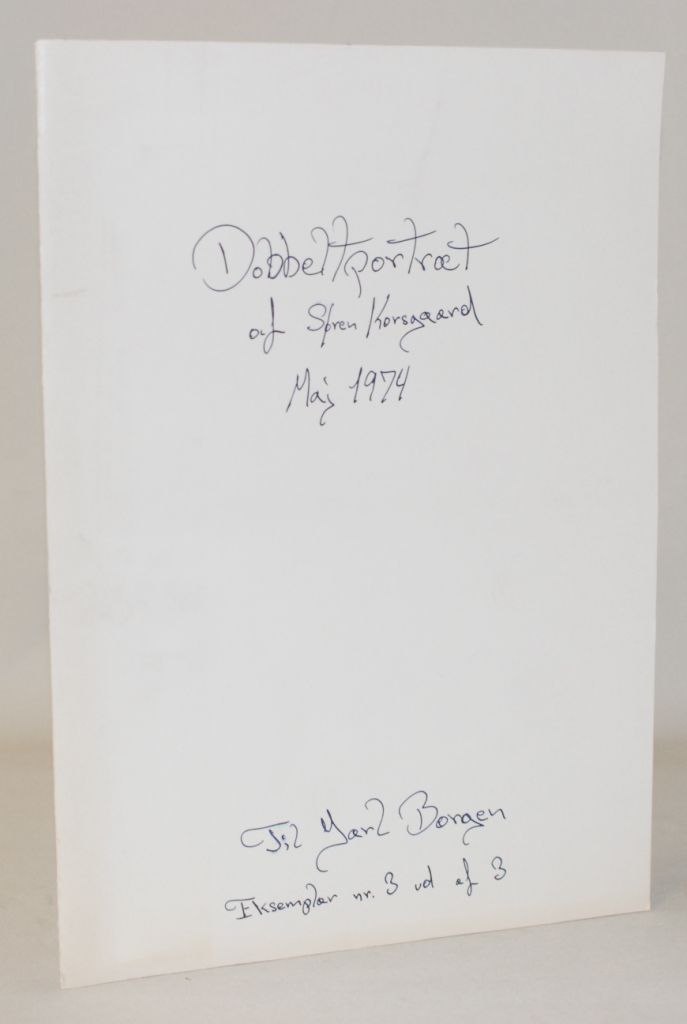 Dobbeltportræt
af Søren Korsgaard
Maj 1974
Til Jarl Borgen
Eksemplar nr. 3 ud af 3